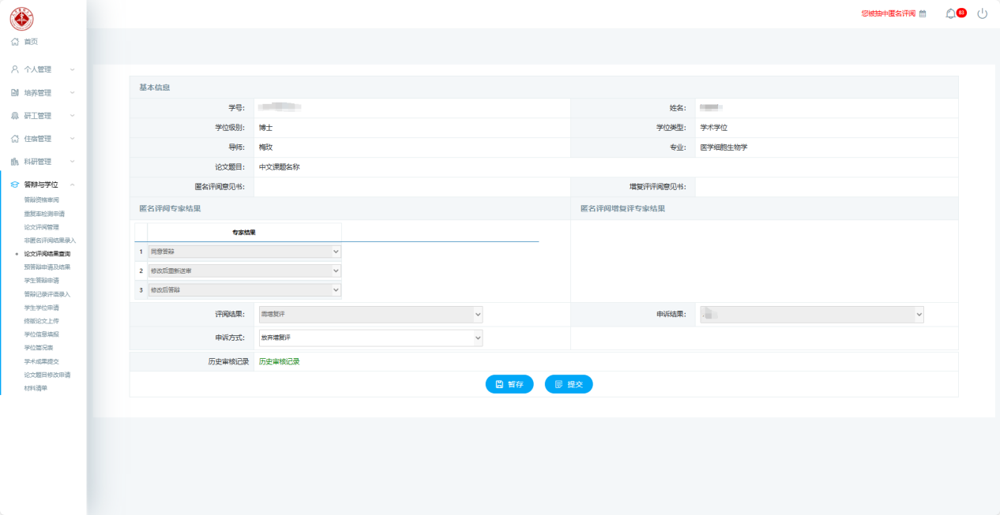 您被抽中匿名评阅
83
首页
个人管理
培养管理
研工管理
住宿管理
科研管理
答辩与学位
答辩资格审阅
重复率检测申请
论文评阅管理
非匿名评阅结果录入
论文评阅结果查询
预答辩申请及结果
学生答辩申请
答辩记录评语录入
学生学位申请
终版论文上传
学位信息填报
学位简况表
学术成果提交
论文题目修改申请
材料清单
基本信息
学号:
姓名:
学位级别: 博士
学位类型: 学术学位
导师: 梅玫
专业: 医学细胞生物学
论文题目: 中文课题名称
匿名评阅意见书:
增复评评阅意见书:
匿名评阅专家结果
匿名评阅增复评专家结果
专家结果
1 同意答辩
2 修改后重新送审
3 修改后答辩
评阅结果: 需增复评
申诉结果:
申诉方式: 放弃增复评
历史审核记录 历史审核记录
暂存 提交